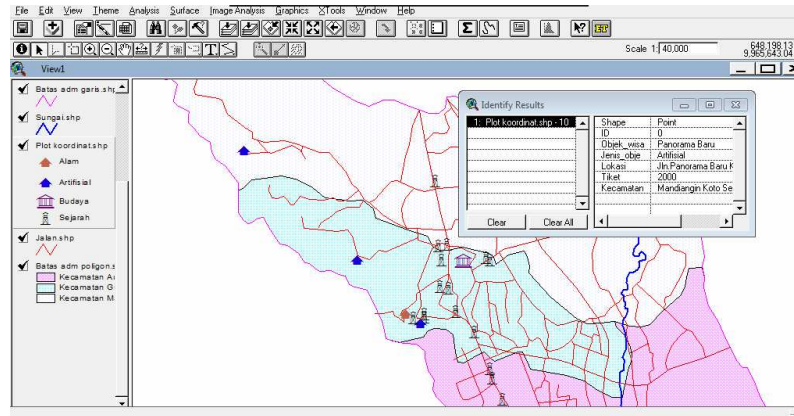 File Edit View Theme Analysis Surface Image Analysis Graphics XTools Window Help
Scale 1: 40,000
648,198.13
9,965,643.04
View1
Batas adm garis.shp
Sungai.shp
Plot koordinat.shp
Alam
Artifisial
Budaya
Sejarah
Jalan.shp
Batas adm poligon.s
Kecamatan A
Kecamatan G
Kecamatan M
Identify Results
1: Plot koordinat.shp - 10
Shape Point
ID 0
Objek_wisa Panorama Baru
Jenis_obje Artifisial
Lokasi Jln.Panorama Baru K
Tiket 2000
Kecamatan Mandiangin Koto Se
Clear Clear All